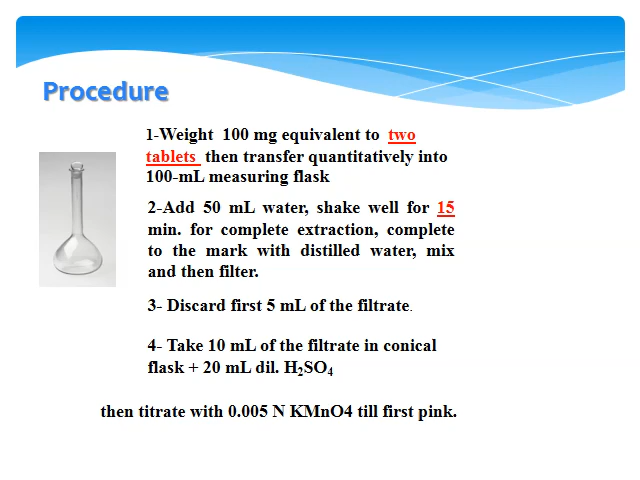 Procedure
1-Weight 100 mg equivalent to two
tablets then transfer quantitatively into
100-mL measuring flask
2-Add 50 mL water, shake well for 15
min. for complete extraction, complete
to the mark with distilled water, mix
and then filter.
3- Discard first 5 mL of the filtrate.
4- Take 10 mL of the filtrate in conical
flask + 20 mL dil. H₂SO₄
then titrate with 0.005 N KMnO4 till first pink.